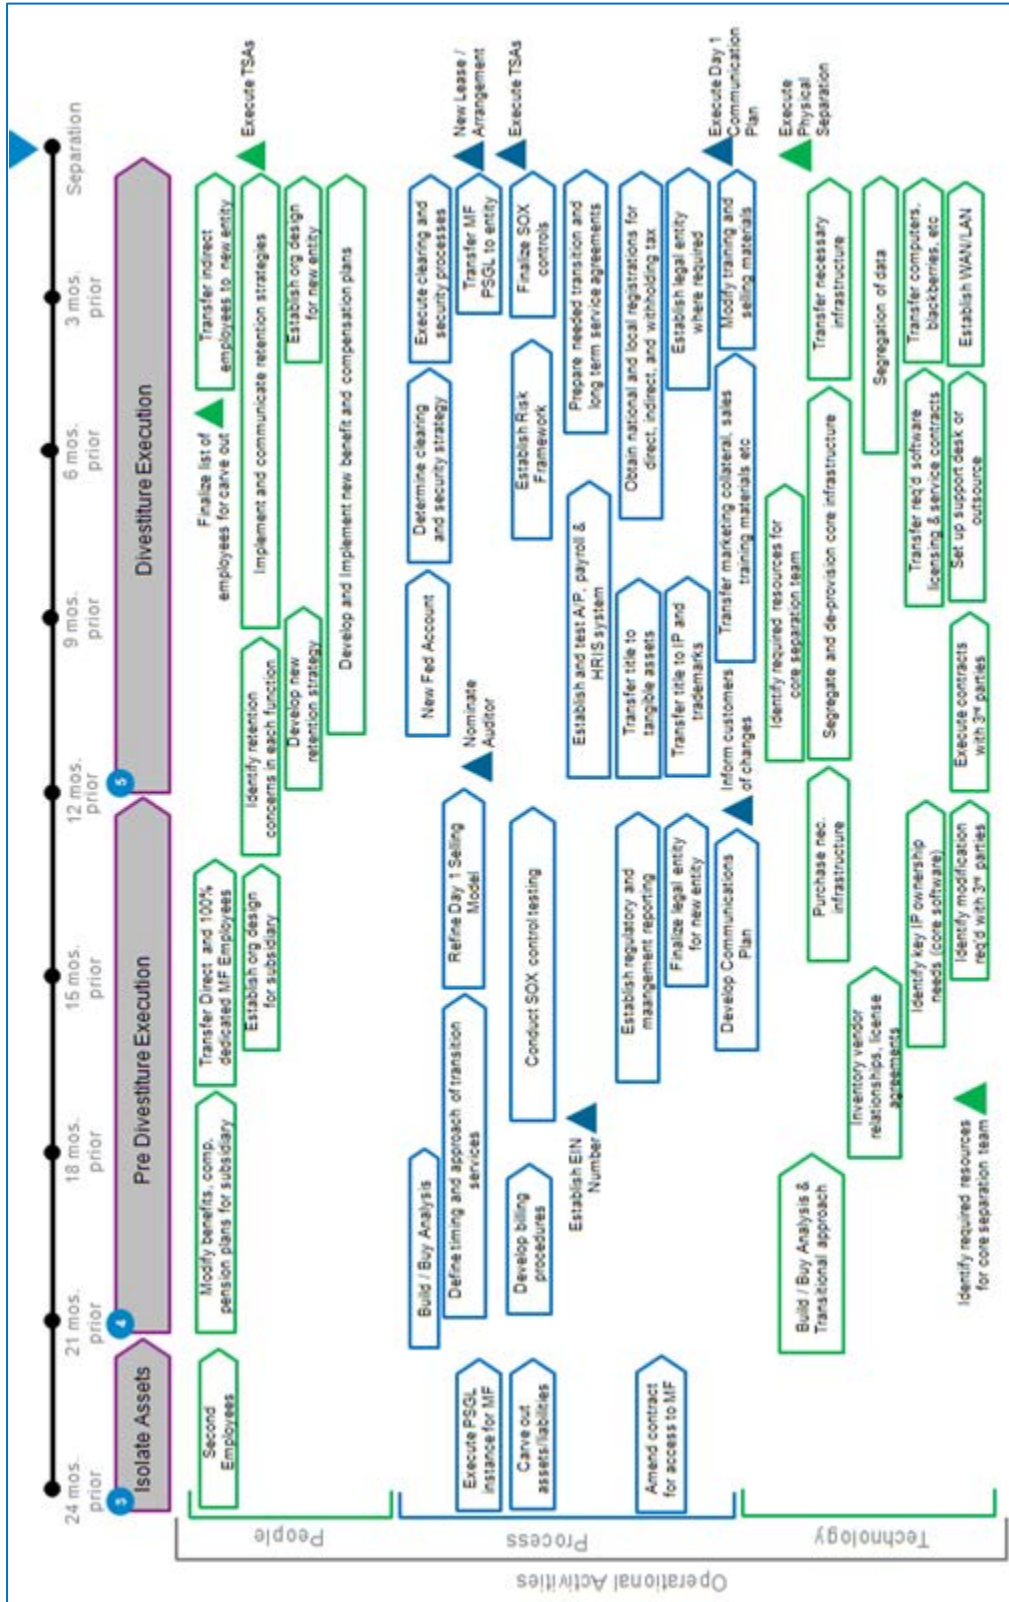 24 mos.
prior
21 mos.
prior
18 mos.
prior
15 mos.
prior
12 mos.
prior
9 mos.
prior
6 mos.
prior
3 mos.
prior
Separation
3
Isolate Assets
4
Pre Divestiture Execution
5
Divestiture Execution
Operational Activities
People
Second
Employees
Modify benefits, comp,
pension plans for subsidiary
Transfer Direct and 100%
dedicated MF Employees
Finalize list of
employees for carve out
Transfer indirect
employees to new entity
Establish org design
for subsidiary
Identify retention
concerns in each function
Implement and communicate retention strategies
Execute TSAs
Develop new
retention strategy
Establish org design
for new entity
Develop and Implement new benefit and compensation plans
Process
Build / Buy Analysis
New Fed Account
Determine clearing
and security strategy
Execute clearing and
security processes
Execute PSGL
instance for MF
Define timing and approach of transition
services
Refine Day 1 Selling
Model
Nominate
Auditor
Transfer MF
PSGL to entity
New Lease /
Arrangement
Carve out
assets/liabilities
Develop billing
procedures
Conduct SOX control testing
Establish Risk
Framework
Finalize SOX
controls
Execute TSAs
Establish EIN
Number
Establish and test A/P, payroll &
HRIS system
Prepare needed transition and
long term service agreements
Amend contract
for access to MF
Establish regulatory and
maangement reporting
Transfer title to
tangible assets
Obtain national and local registrations for
direct, indirect, and withholding tax
Finalize legal entity
for new entity
Transfer title to IP and
trademarks
Establish legal entity
where required
Develop Communications
Plan
Inform customers
of changes
Transfer marketing collateral, sales
training materials etc
Modify training and
selling materials
Execute Day 1
Communication
Plan
Technology
Build / Buy Analysis &
Transitional approach
Purchase nec.
infrastructure
Identify required resources for
core separation team
Segregate and de-provision core infrastructure
Transfer necessary
infrastructure
Execute
Physical
Separation
Inventory vendor
relationships, license
agreements
Segregation of data
Identify key IP ownership
needs (core software)
Transfer req'd software
licensing & service contracts
Transfer computers,
blackberries, etc
Identify required resources
for core separation team
Identify modification
req'd with 3rd parties
Execute contracts
with 3rd parties
Set up support desk or
outsource
Establish WAN/LAN